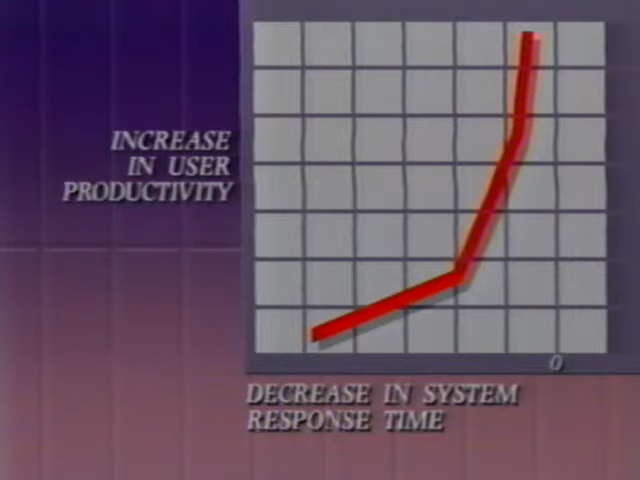 INCREASE
IN USER
PRODUCTIVITY
0
DECREASE IN SYSTEM
RESPONSE TIME